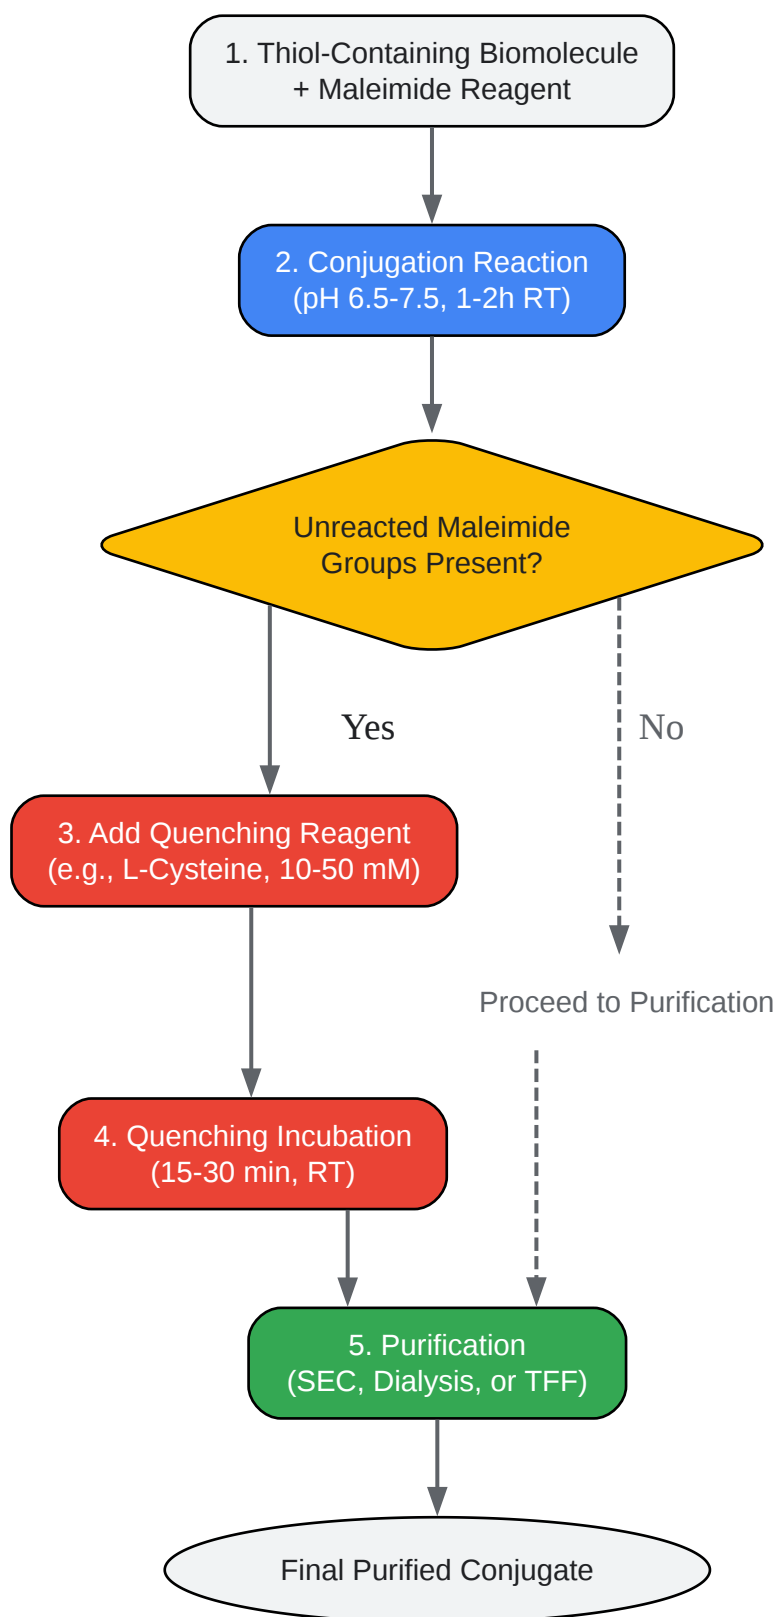 1. Thiol-Containing Biomolecule
+ Maleimide Reagent
2. Conjugation Reaction
(pH 6.5-7.5, 1-2h RT)
Unreacted Maleimide
Groups Present?
Yes
No
3. Add Quenching Reagent
(e.g., L-Cysteine, 10-50 mM)
Proceed to Purification
4. Quenching Incubation
(15-30 min, RT)
5. Purification
(SEC, Dialysis, or TFF)
Final Purified Conjugate